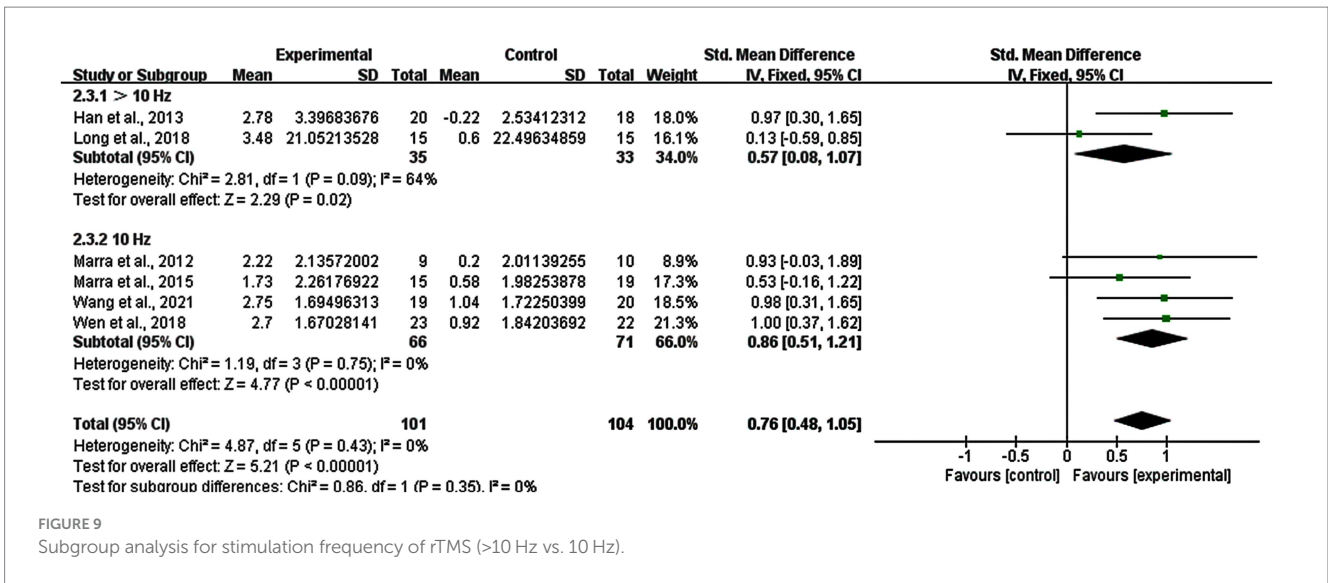 Experimental Control Std. Mean Difference Std. Mean Difference
Study or Subgroup Mean SD Total Mean SD Total Weight IV, Fixed, 95% CI IV, Fixed, 95% CI
2.3.1 > 10 Hz
Han et al., 2013 2.78 3.39683676 20 -0.22 2.53412312 18 18.0% 0.97 [0.30, 1.65]
Long et al., 2018 3.48 21.05213528 15 0.6 22.49634859 15 16.1% 0.13 [-0.59, 0.85]
Subtotal (95% CI) 35 33 34.0% 0.57 [0.08, 1.07]
Heterogeneity: Chi² = 2.81, df = 1 (P = 0.09); I² = 64%
Test for overall effect: Z = 2.29 (P = 0.02)
2.3.2 10 Hz
Marra et al., 2012 2.22 2.13572002 9 0.2 2.01139255 10 8.9% 0.93 [-0.03, 1.89]
Marra et al., 2015 1.73 2.26176922 15 0.58 1.98253878 19 17.3% 0.53 [-0.16, 1.22]
Wang et al., 2021 2.75 1.69496313 19 1.04 1.72250399 20 18.5% 0.98 [0.31, 1.65]
Wen et al., 2018 2.7 1.67028141 23 0.92 1.84203692 22 21.3% 1.00 [0.37, 1.62]
Subtotal (95% CI) 66 71 66.0% 0.86 [0.51, 1.21]
Heterogeneity: Chi² = 1.19, df = 3 (P = 0.75); I² = 0%
Test for overall effect: Z = 4.77 (P < 0.00001)
Total (95% CI) 101 104 100.0% 0.76 [0.48, 1.05]
Heterogeneity: Chi² = 4.87, df = 5 (P = 0.43); I² = 0%
Test for overall effect: Z = 5.21 (P < 0.00001)
Test for subgroup differences: Chi² = 0.86, df = 1 (P = 0.35), I² = 0%
-1 -0.5 0 0.5 1
Favours [control] Favours [experimental]
FIGURE 9
Subgroup analysis for stimulation frequency of rTMS (>10 Hz vs. 10 Hz).